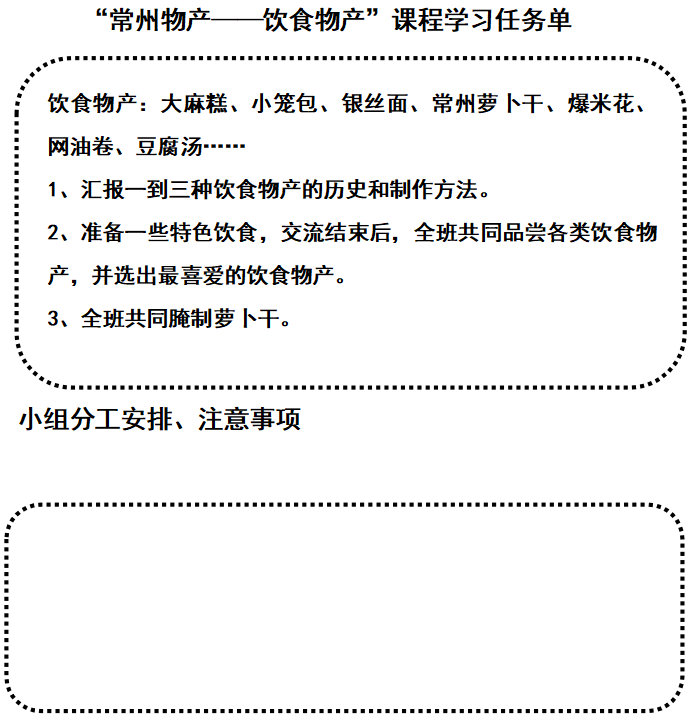 “常州物产——饮食物产”课程学习任务单
饮食物产：大麻糕、小笼包、银丝面、常州萝卜干、爆米花、
网油卷、豆腐汤……
1、汇报一到三种饮食物产的历史和制作方法。
2、准备一些特色饮食，交流结束后，全班共同品尝各类饮食物
产，并选出最喜爱的饮食物产。
3、全班共同腌制萝卜干。
小组分工安排、注意事项